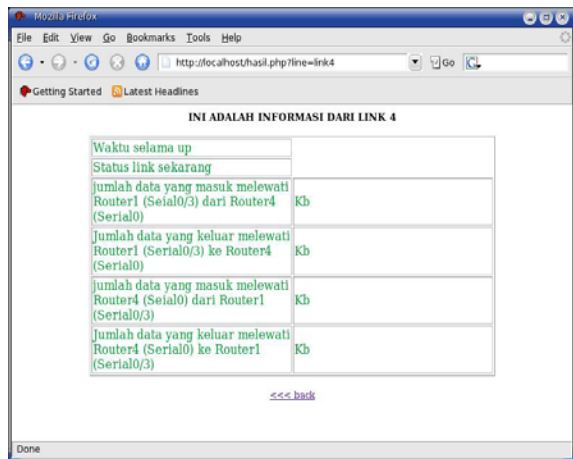 Mozilla Firefox
File Edit View Go Bookmarks Tools Help
http://localhost/hasil.php?line=link4 Go
Getting Started Latest Headlines
INI ADALAH INFORMASI DARI LINK 4
Waktu selama up
Status link sekarang
jumlah data yang masuk melewati
Router1 (Seial0/3) dari Router4 Kb
(Serial0)
Jumlah data yang keluar melewati
Router1 (Serial0/3) ke Router4 Kb
(Serial0)
jumlah data yang masuk melewati
Router4 (Seial0) dari Router1 Kb
(Serial0/3)
Jumlah data yang keluar melewati
Router4 (Serial0) ke Router1 Kb
(Serial0/3)
<<< back
Done